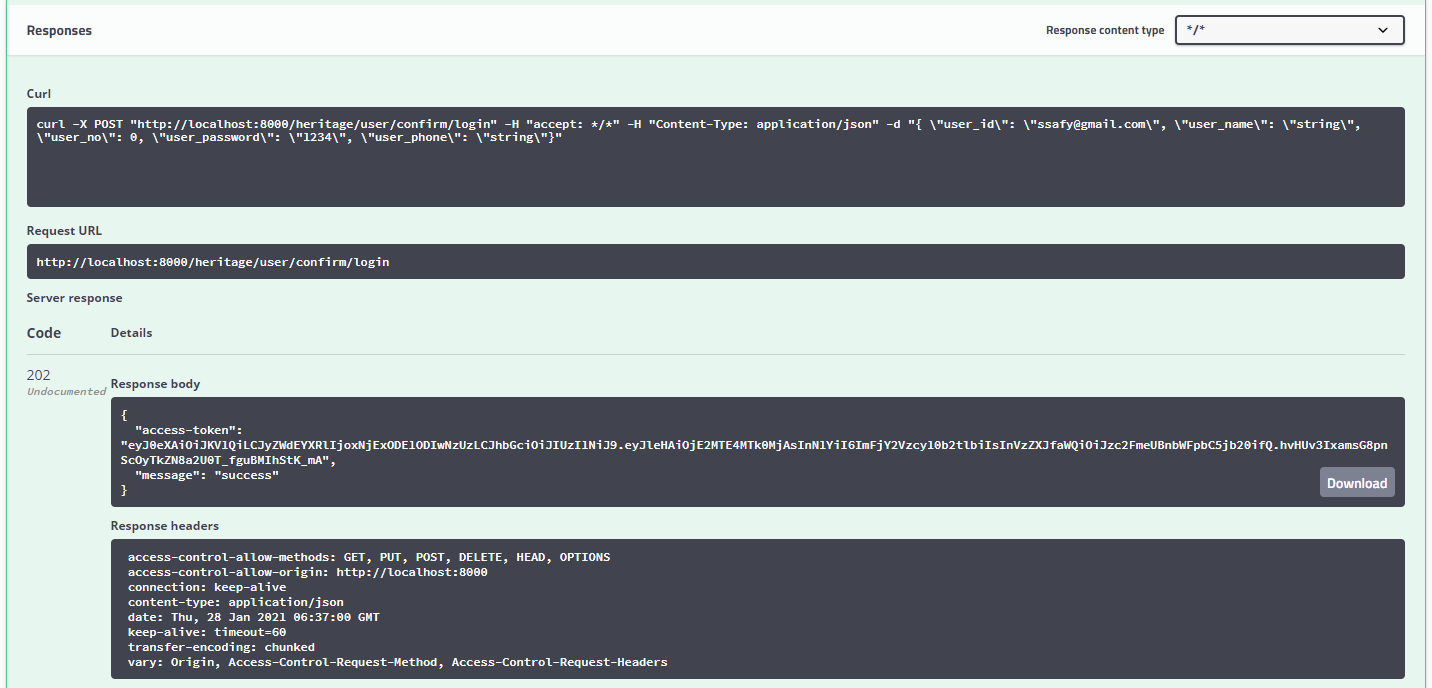 Responses
Response content type
*/*
Curl
curl -X POST "http://localhost:8000/heritage/user/confirm/login" -H "accept: */*" -H "Content-Type: application/json" -d "{ \"user_id\": \"ssafy@gmail.com\", \"user_name\": \"string\",
\"user_no\": 0, \"user_password\": \"1234\", \"user_phone\": \"string\"}"
Request URL
http://localhost:8000/heritage/user/confirm/login
Server response
Code
Details
202
Undocumented
Response body
{
"access-token":
"eyJ0eXAiOiJKV1QiLCJyZWdEYXRlIjoxNjExODE1ODIwNzUzLCJhbGciOiJIUzI1NiJ9.eyJleHAiOjE2MTE4MTk0MjAsInN1YiI6ImFjY2Vzcy10b2tlbiIsInVzZXJfaWQiOiJzc2FmeUBnbWFpbC5jb20ifQ.hvHUv3IxamsG8pn
ScOyTkZN8a2U0T_fguBMIhStK_mA",
"message": "success"
}
Download
Response headers
access-control-allow-methods: GET, PUT, POST, DELETE, HEAD, OPTIONS
access-control-allow-origin: http://localhost:8000
connection: keep-alive
content-type: application/json
date: Thu, 28 Jan 2021 06:37:00 GMT
keep-alive: timeout=60
transfer-encoding: chunked
vary: Origin, Access-Control-Request-Method, Access-Control-Request-Headers